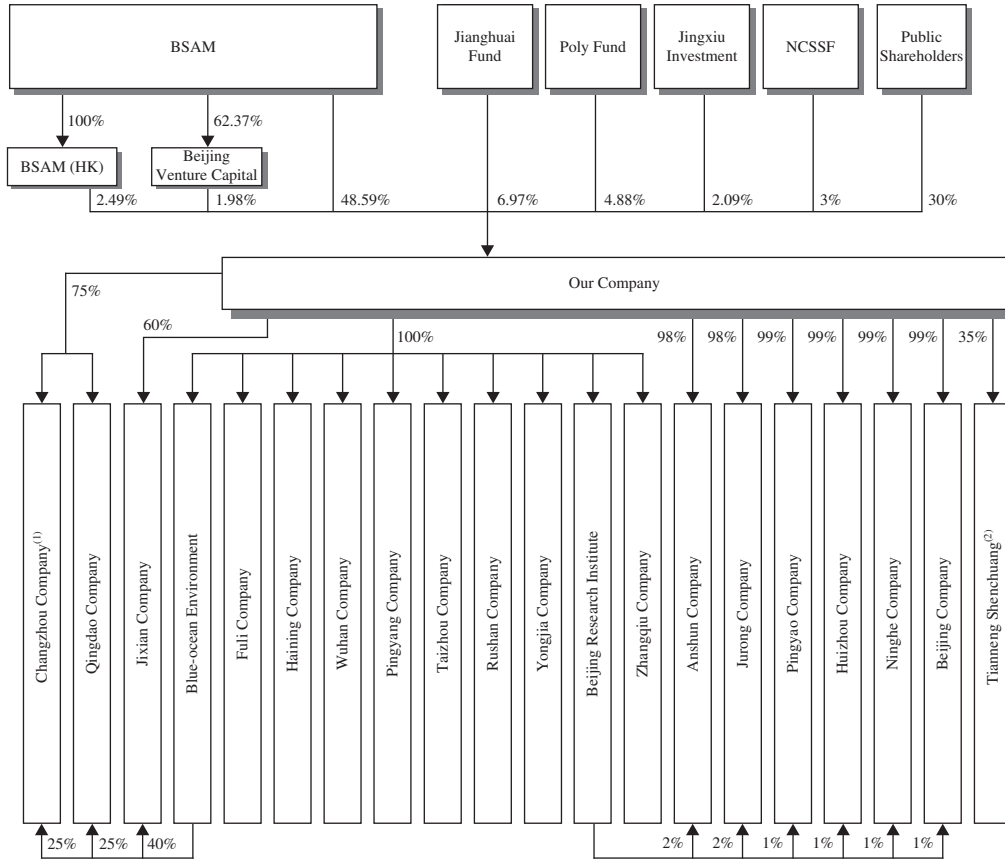 BSAM
Jianghuai
Fund
Poly Fund
Jingxiu
Investment
NCSSF
Public
Shareholders
100%
62.37%
BSAM (HK)
Beijing
Venture Capital
2.49%
1.98%
48.59%
6.97%
4.88%
2.09%
3%
30%
Our Company
75%
60%
100%
98%
98%
99%
99%
99%
99%
35%
Changzhou Company(1)
Qingdao Company
Jixian Company
Blue-ocean Environment
Fuli Company
Haining Company
Wuhan Company
Pingyang Company
Taizhou Company
Rushan Company
Yongjia Company
Beijing Research Institute
Zhangqiu Company
Anshun Company
Jurong Company
Pingyao Company
Huizhou Company
Ninghe Company
Beijing Company
Tianneng Shenchuang(2)
25%
25%
40%
2%
2%
1%
1%
1%
1%